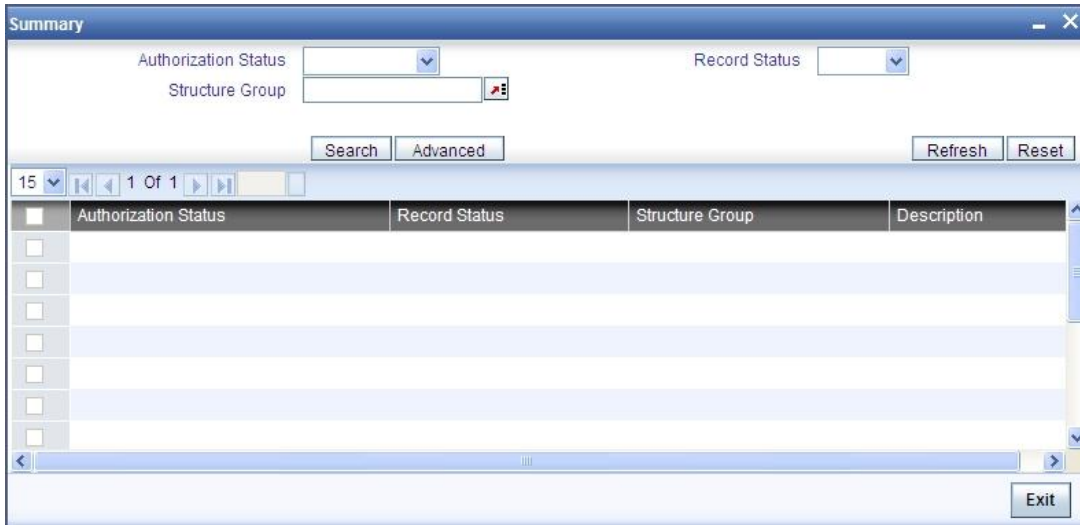 Summary
Authorization Status Record Status
Structure Group
Search Advanced Refresh Reset
15 1 Of 1
Authorization Status Record Status Structure Group Description
Exit